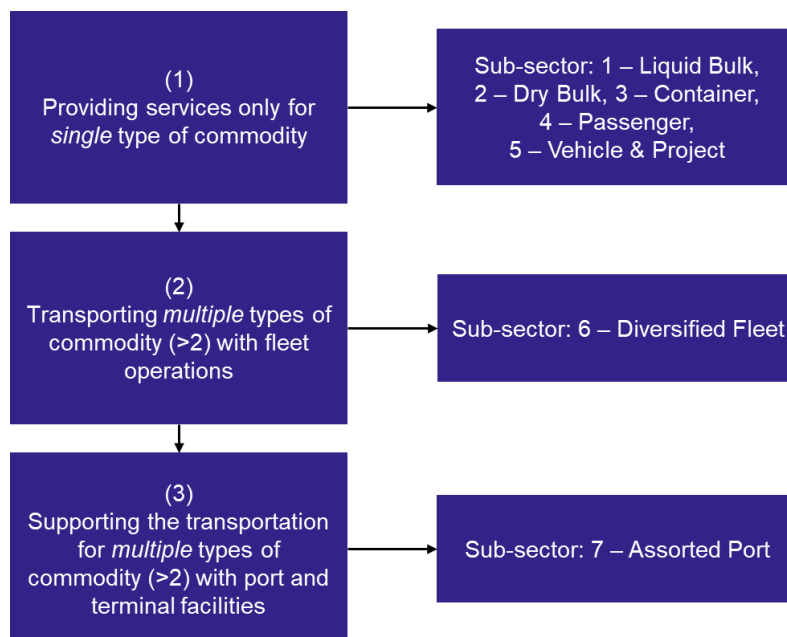 (1)
Providing services only for
single type of commodity
Sub-sector: 1 – Liquid Bulk,
2 – Dry Bulk, 3 – Container,
4 – Passenger,
5 – Vehicle & Project
(2)
Transporting multiple types of
commodity (>2) with fleet
operations
Sub-sector: 6 – Diversified Fleet
(3)
Supporting the transportation
for multiple types of
commodity (>2) with port and
terminal facilities
Sub-sector: 7 – Assorted Port